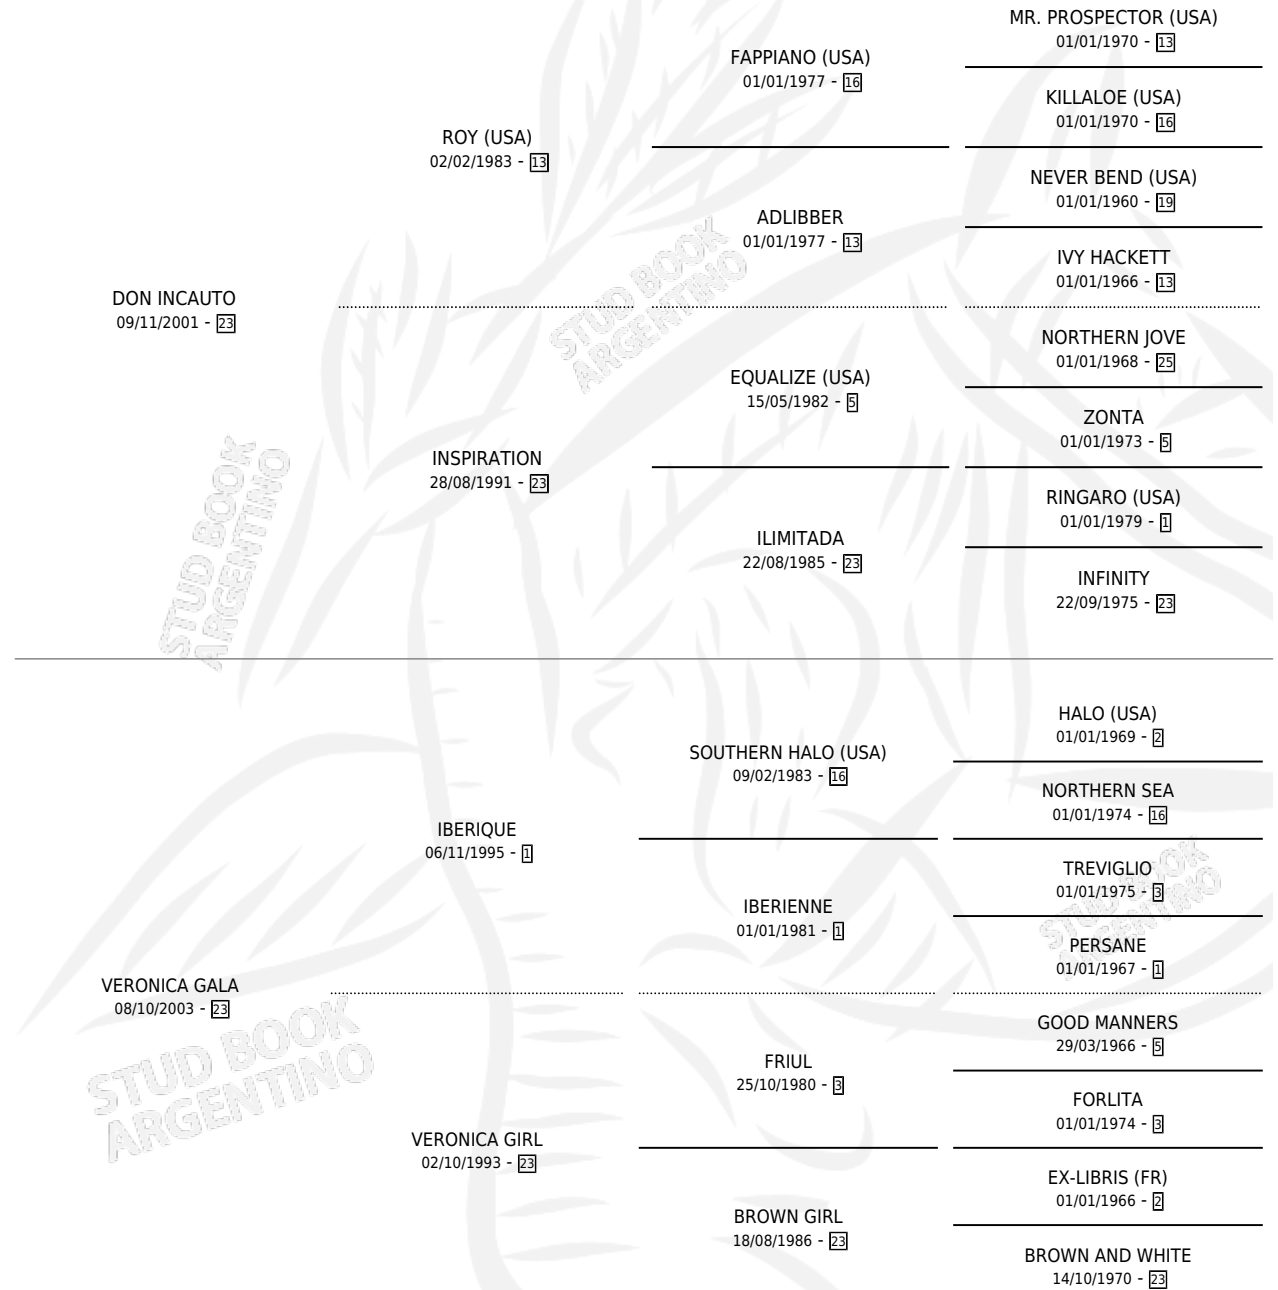 MR. PROSPECTOR (USA)
01/01/1970 - 13
FAPPIANO (USA)
01/01/1977 - 16
KILLALOE (USA)
01/01/1970 - 16
ROY (USA)
02/02/1983 - 13
NEVER BEND (USA)
01/01/1960 - 19
ADLIBBER
01/01/1977 - 13
IVY HACKETT
01/01/1966 - 13
DON INCAUTO
09/11/2001 - 23
NORTHERN JOVE
01/01/1968 - 25
EQUALIZE (USA)
15/05/1982 - 5
ZONTA
01/01/1973 - 5
INSPIRATION
28/08/1991 - 23
RINGARO (USA)
01/01/1979 - 1
ILIMITADA
22/08/1985 - 23
INFINITY
22/09/1975 - 23
HALO (USA)
01/01/1969 - 2
SOUTHERN HALO (USA)
09/02/1983 - 16
NORTHERN SEA
01/01/1974 - 16
IBERIQUE
06/11/1995 - 1
TREVIGLIO
01/01/1975 - 3
IBERIENNE
01/01/1981 - 1
PERSANE
01/01/1967 - 1
VERONICA GALA
08/10/2003 - 23
GOOD MANNERS
29/03/1966 - 5
FRIUL
25/10/1980 - 3
FORLITA
01/01/1974 - 3
VERONICA GIRL
02/10/1993 - 23
EX-LIBRIS (FR)
01/01/1966 - 2
BROWN GIRL
18/08/1986 - 23
BROWN AND WHITE
14/10/1970 - 23
STUD BOOK
ARGENTINO
STUD BOOK
ARGENTINO
STUD BOOK
ARGENTINO
STUD BOOK
ARGENTINO